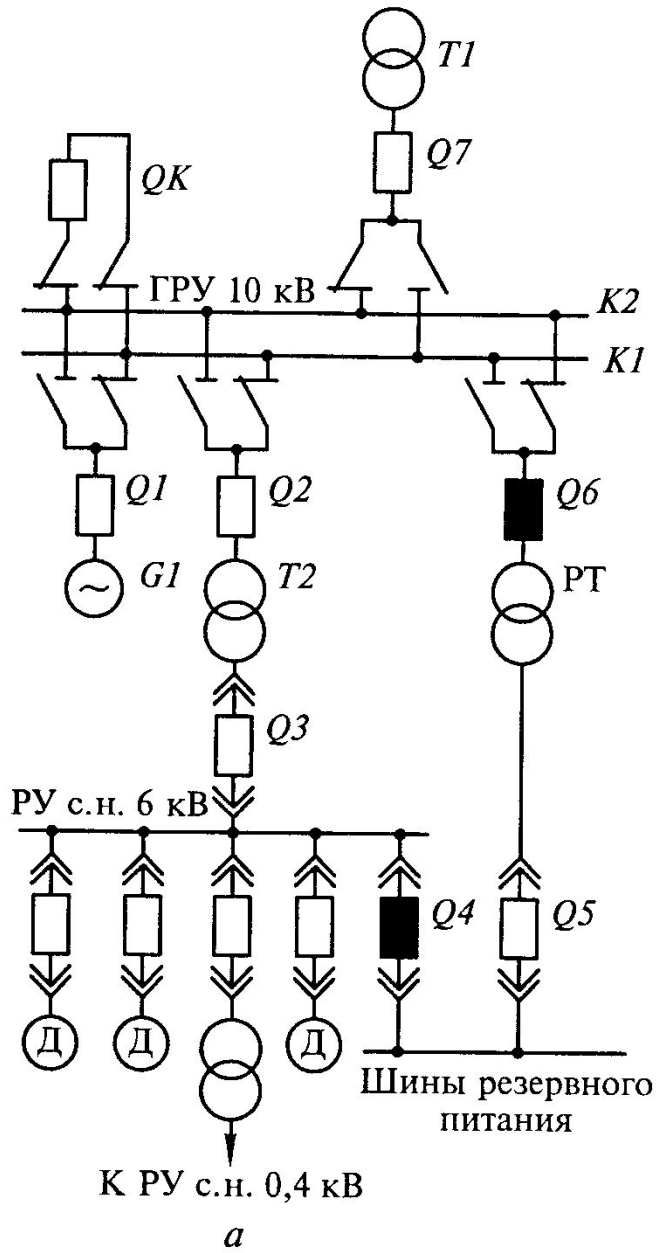 T1
Q7
QK
ГРУ 10 кВ
K2
K1
Q1
Q2
Q6
G1
T2
РТ
Q3
РУ с.н. 6 кВ
Q4
Q5
Д
Д
Д
Шины резервного
питания
К РУ с.н. 0,4 кВ
а